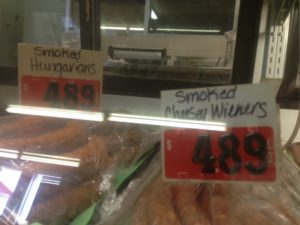 Smoked
Hungarians
$ 489
Smoked
Cheesy Wieners
$ 489